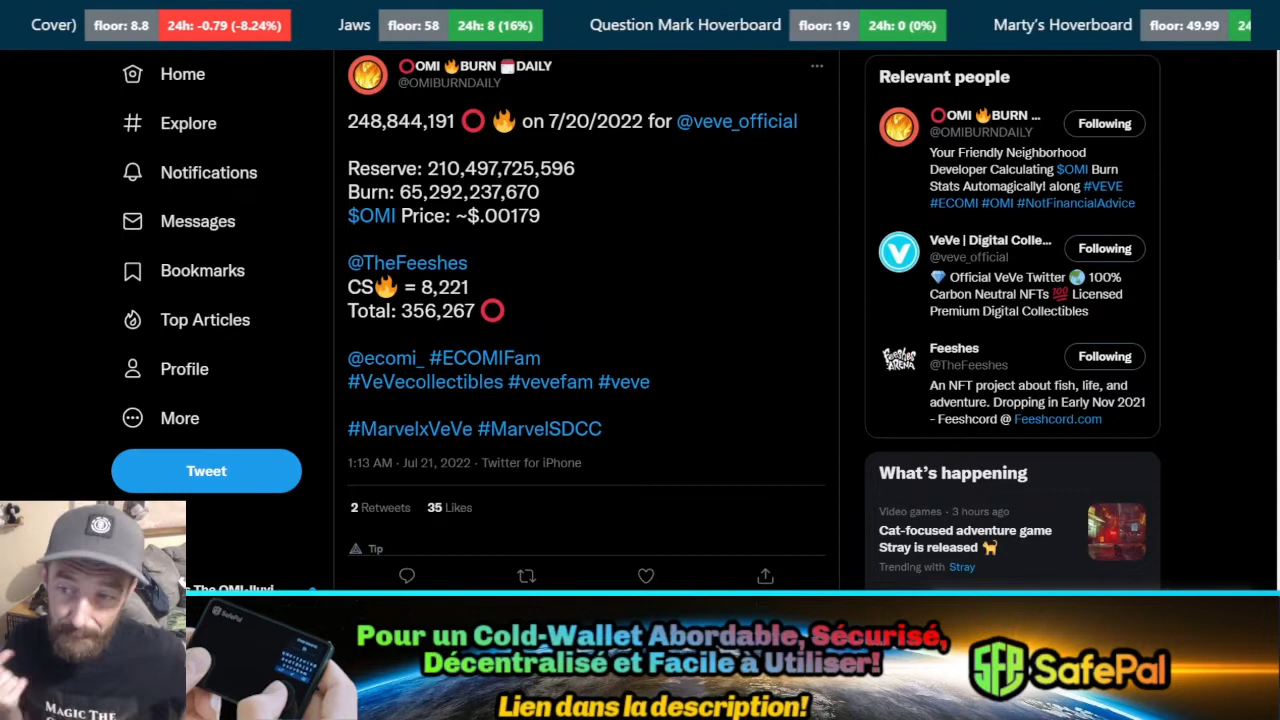 Cover) floor: 8.8 24h: -0.79 (-8.24%) Jaws floor: 58 24h: 8 (16%) Question Mark Hoverboard floor: 19 24h: 0 (0%) Marty's Hoverboard floor: 49.99 24
Home
Explore
Notifications
Messages
Bookmarks
Top Articles
Profile
More
Tweet
⭕OMI 🔥BURN 🗓DAILY
@OMIBURNDAILY
248,844,191 ⭕ 🔥 on 7/20/2022 for @veve_official
Reserve: 210,497,725,596
Burn: 65,292,237,670
$OMI Price: ~$.00179
@TheFeeshes
CS🔥 = 8,221
Total: 356,267 ⭕
@ecomi_ #ECOMIFam
#VeVecollectibles #vevefam #veve
#MarvelxVeVe #MarvelSDCC
1:13 AM · Jul 21, 2022 · Twitter for iPhone
2 Retweets 35 Likes
Tip
Relevant people
⭕OMI 🔥BURN ...
@OMIBURNDAILY
Following
Your Friendly Neighborhood
Developer Calculating $OMI Burn
Stats Automagically! along #VEVE
#ECOMI #OMI #NotFinancialAdvice
VeVe | Digital Colle...
@veve_official
Following
💎 Official VeVe Twitter 🌏 100%
Carbon Neutral NFTs 💯 Licensed
Premium Digital Collectibles
Feeshes
@TheFeeshes
Following
An NFT project about fish, life, and
adventure. Dropping in Early Nov 2021
- Feeshcord @ Feeshcord.com
What's happening
Video games · 3 hours ago
Cat-focused adventure game
Stray is released 🐈
Trending with Stray
The OMI-lluvi
MAGIC THE
SafePal
Pour un Cold-Wallet Abordable, Sécurisé,
Décentralisé et Facile à Utiliser!
Lien dans la description!
SFP SafePal